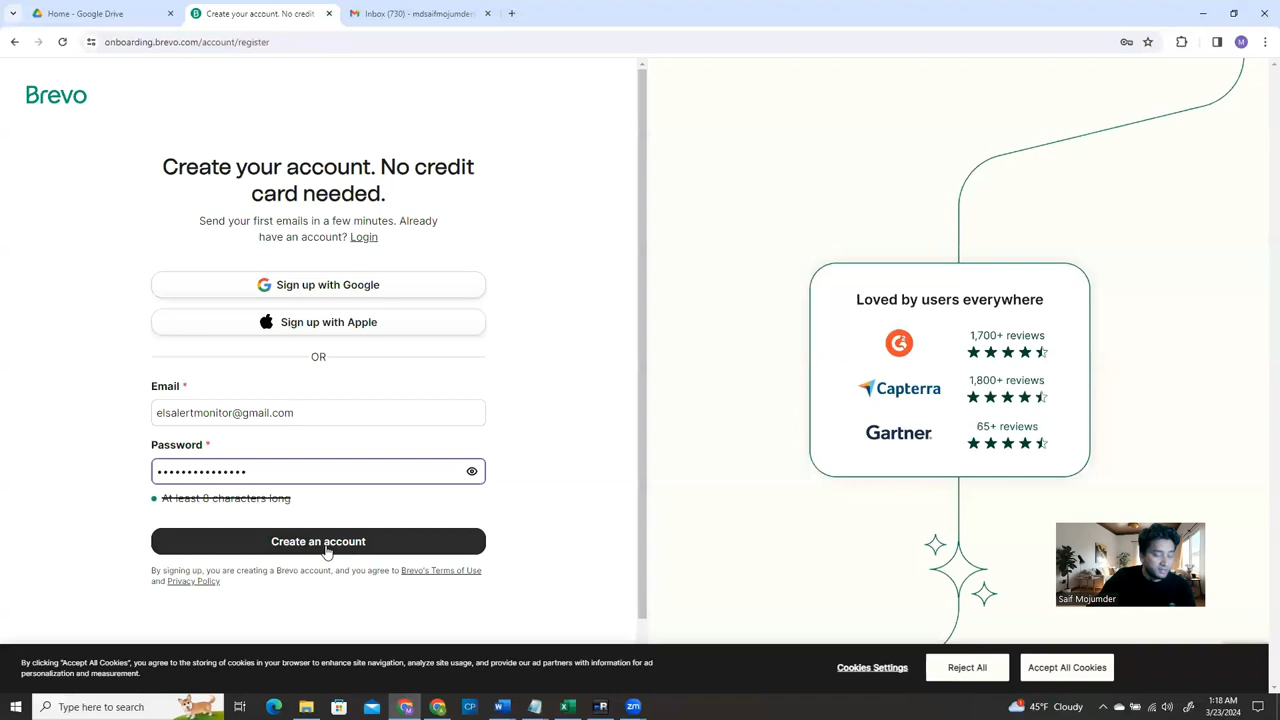 Home - Google Drive
Create your account. No credit
Inbox (730) - mdsaifmojumder
onboarding.brevo.com/account/register
M
Brevo
Create your account. No credit
card needed.
Send your first emails in a few minutes. Already
have an account? Login
Sign up with Google
Sign up with Apple
OR
Email *
elsalertmonitor@gmail.com
Password *
At least 8 characters long
Create an account
By signing up, you are creating a Brevo account, and you agree to Brevo's Terms of Use
and Privacy Policy
Loved by users everywhere
1,700+ reviews
Capterra
1,800+ reviews
Gartner
65+ reviews
Saif Mojumder
By clicking "Accept All Cookies", you agree to the storing of cookies in your browser to enhance site navigation, analyze site usage, and provide our ad partners with information for ad
personalization and measurement.
Cookies Settings
Reject All
Accept All Cookies
Type here to search
CP
zm
45°F Cloudy
1:18 AM
3/23/2024